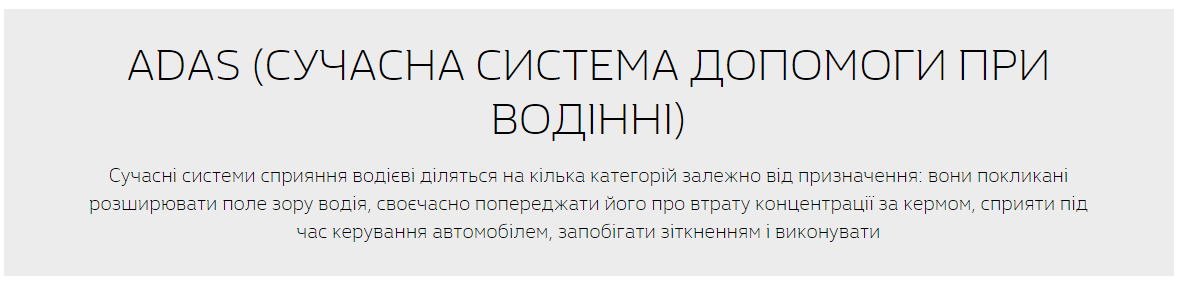 ADAS (СУЧАСНА СИСТЕМА ДОПОМОГИ ПРИ
ВОДІННІ)
Сучасні системи сприяння водієві діляться на кілька категорій залежно від призначення: вони покликані
розширювати поле зору водія, своєчасно попереджати його про втрату концентрації за кермом, сприяти під
час керування автомобілем, запобігати зіткненням і виконувати